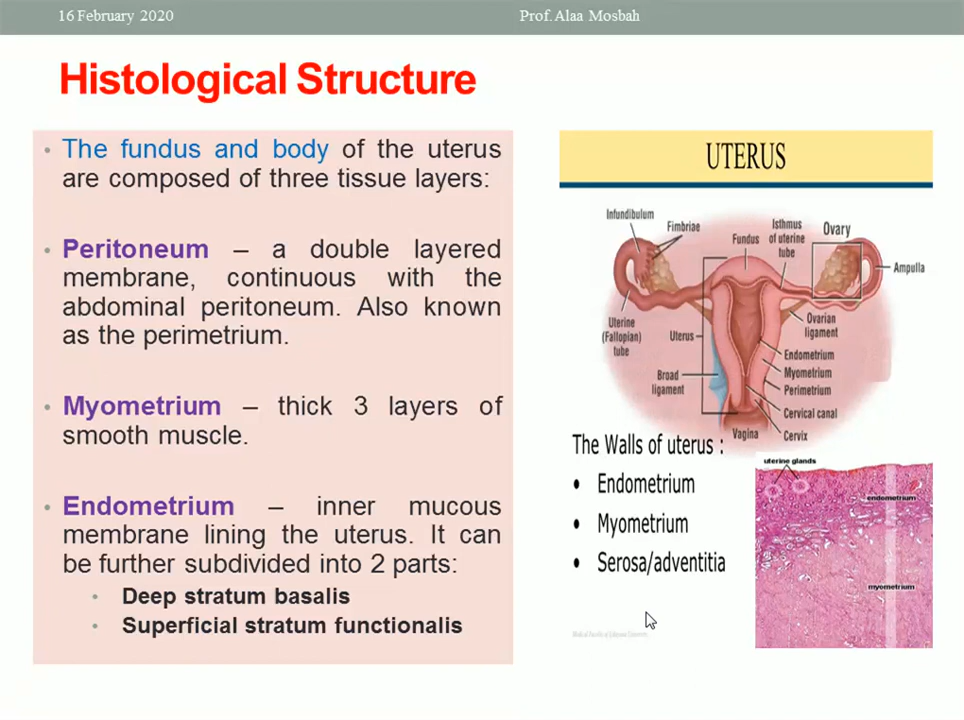 16 February 2020
Prof. Alaa Mosbah
Histological Structure
• The fundus and body of the uterus
are composed of three tissue layers:
• Peritoneum – a double layered
membrane, continuous with the
abdominal peritoneum. Also known
as the perimetrium.
• Myometrium – thick 3 layers of
smooth muscle.
• Endometrium – inner mucous
membrane lining the uterus. It can
be further subdivided into 2 parts:
• Deep stratum basalis
• Superficial stratum functionalis
UTERUS
Infundibulum
Fimbriae
Fundus
Isthmus
of uterine
tube
Ovary
Ampulla
Uterine
(Fallopian)
tube
Uterus
Broad
ligament
Ovarian
ligament
Endometrium
Myometrium
Perimetrium
Cervical canal
Cervix
Vagina
The Walls of uterus :
• Endometrium
• Myometrium
• Serosa/adventitia
uterine glands
endometrium
myometrium